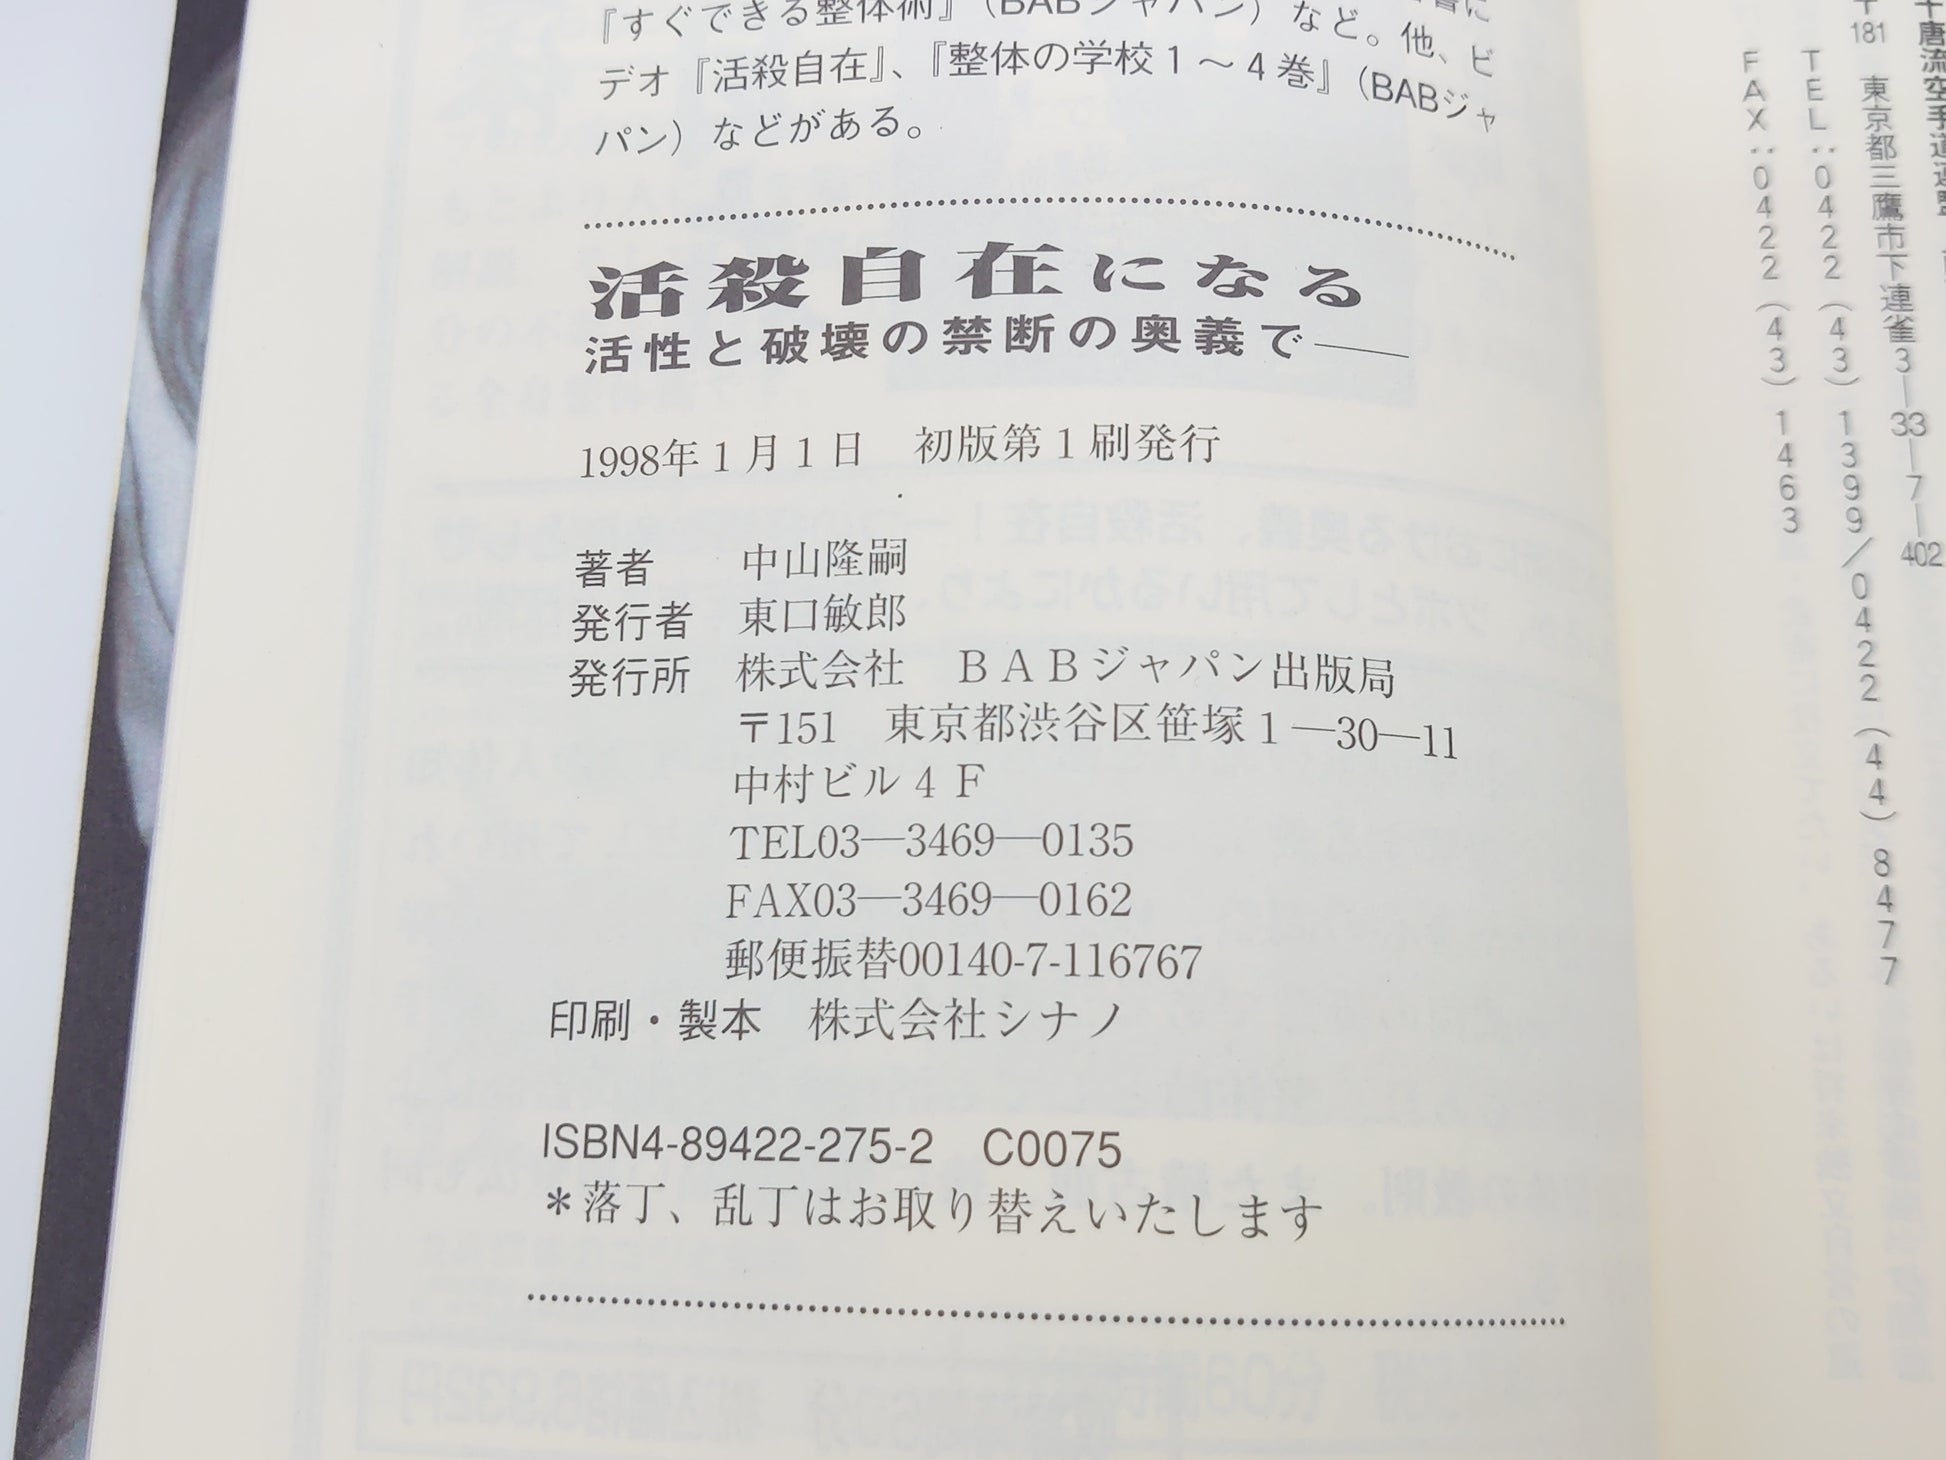 『すぐできる整体術』（BABジャパン）など。他、ビ
デオ『活殺自在』、『整体の学校1～4巻』（BABジャ
パン）などがある。
活殺自在になる
活性と破壊の禁断の奥義で――
1998年1月1日　初版第1刷発行
著者　中山隆嗣
発行者　東口敏郎
発行所　株式会社　BABジャパン出版局
〒151　東京都渋谷区笹塚1―30―11
中村ビル4F
TEL03―3469―0135
FAX03―3469―0162
郵便振替00140-7-116767
印刷・製本　株式会社シナノ
ISBN4-89422-275-2　C0075
＊落丁、乱丁はお取り替えいたします
〒181　東京都三鷹市下連雀3―33―7―402
TEL:0422（43）1399／0422（44）8477
FAX:0422（43）1463